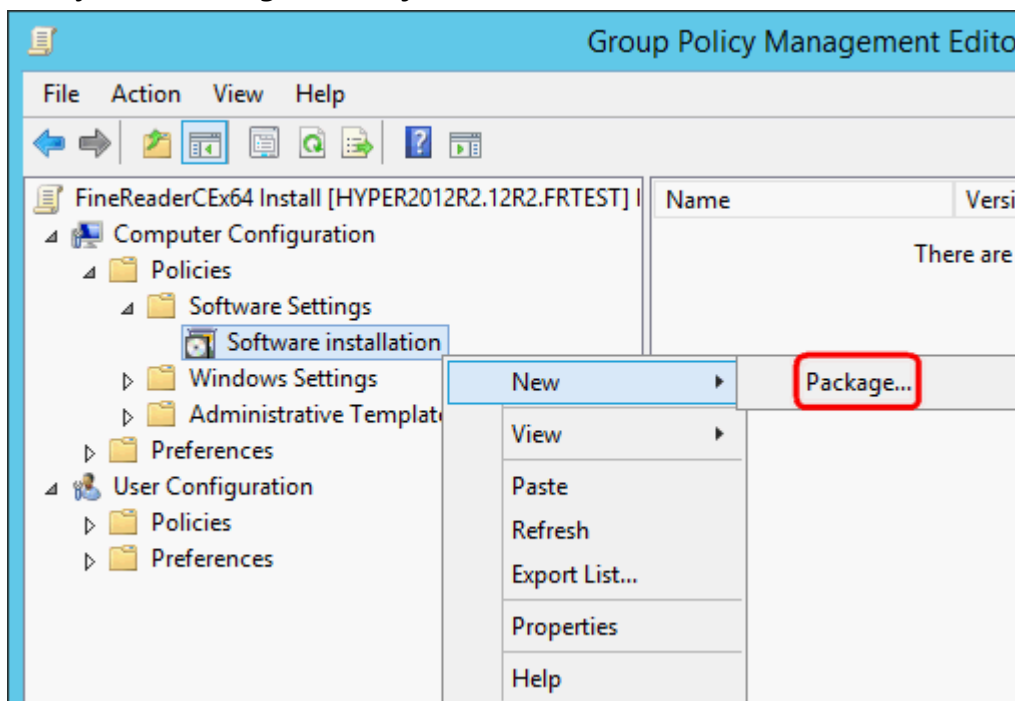 Group Policy Management Edito
File Action View Help
FineReaderCEx64 Install [HYPER2012R2.12R2.FRTEST]
Name Versi
Computer Configuration
There are
Policies
Software Settings
Software installation
Windows Settings
New
Package...
Administrative Templat
View
Preferences
User Configuration
Paste
Policies
Refresh
Preferences
Export List...
Properties
Help